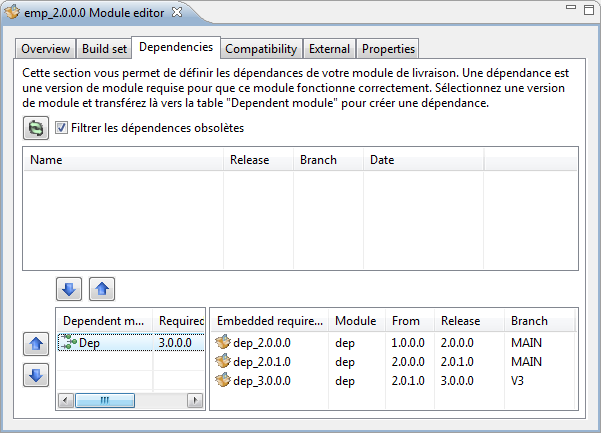 emp_2.0.0.0 Module editor
Overview Build set Dependencies Compatibility External Properties
Cette section vous permet de définir les dépendances de votre module de livraison. Une dépendance est
une version de module requise pour que ce module fonctionne correctement. Sélectionnez une version
de module et transférez là vers la table "Dependent module" pour créer une dépendance.
Filtrer les dépendences obsolètes
Name Release Branch Date
Dependent m... Required
Dep 3.0.0.0
Embedded require... Module From Release Branch
dep_2.0.0.0 dep 1.0.0.0 2.0.0.0 MAIN
dep_2.0.1.0 dep 2.0.0.0 2.0.1.0 MAIN
dep_3.0.0.0 dep 2.0.1.0 3.0.0.0 V3